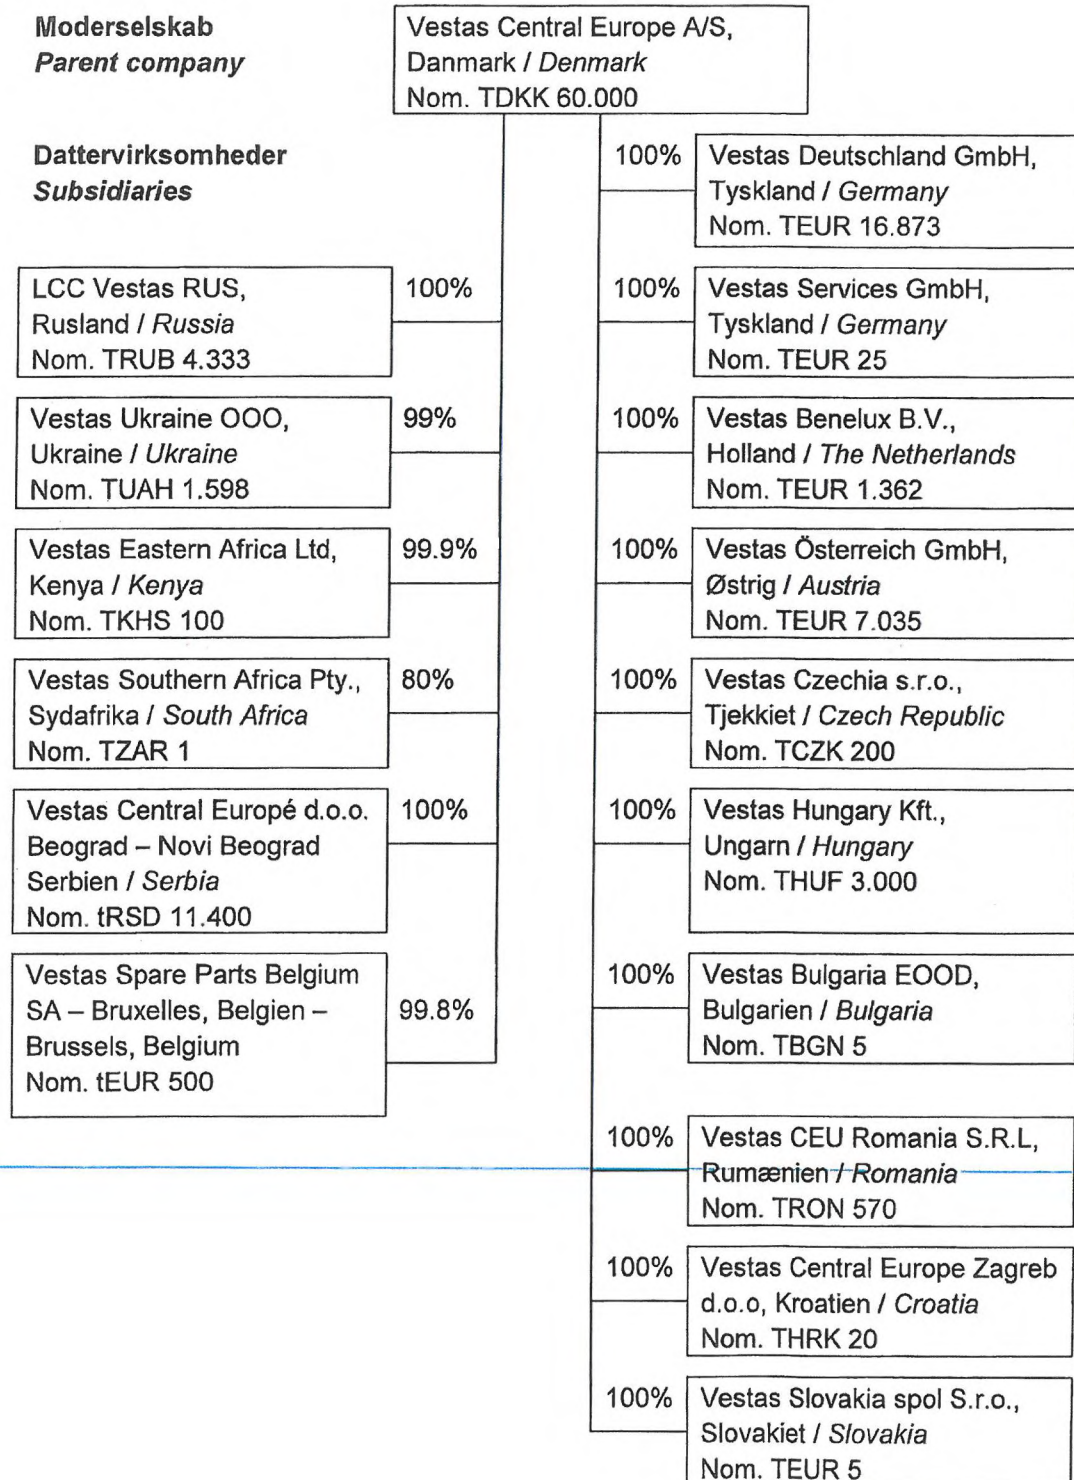 Moderselskab
Parent company
Vestas Central Europe A/S,
Danmark / Denmark
Nom. TDKK 60.000
Dattervirksomheder
Subsidiaries
100%
Vestas Deutschland GmbH,
Tyskland / Germany
Nom. TEUR 16.873
LCC Vestas RUS,
Rusland / Russia
Nom. TRUB 4.333
100%
100%
Vestas Services GmbH,
Tyskland / Germany
Nom. TEUR 25
Vestas Ukraine OOO,
Ukraine / Ukraine
Nom. TUAH 1.598
99%
100%
Vestas Benelux B.V.,
Holland / The Netherlands
Nom. TEUR 1.362
Vestas Eastern Africa Ltd,
Kenya / Kenya
Nom. TKHS 100
99.9%
100%
Vestas Österreich GmbH,
Østrig / Austria
Nom. TEUR 7.035
Vestas Southern Africa Pty.,
Sydafrika / South Africa
Nom. TZAR 1
80%
100%
Vestas Czechia s.r.o.,
Tjekkiet / Czech Republic
Nom. TCZK 200
Vestas Central Europé d.o.o.
Beograd – Novi Beograd
Serbien / Serbia
Nom. tRSD 11.400
100%
100%
Vestas Hungary Kft.,
Ungarn / Hungary
Nom. THUF 3.000
Vestas Spare Parts Belgium
SA – Bruxelles, Belgien –
Brussels, Belgium
Nom. tEUR 500
99.8%
100%
Vestas Bulgaria EOOD,
Bulgarien / Bulgaria
Nom. TBGN 5
100%
Vestas CEU Romania S.R.L,
Rumænien / Romania
Nom. TRON 570
100%
Vestas Central Europe Zagreb
d.o.o, Kroatien / Croatia
Nom. THRK 20
100%
Vestas Slovakia spol S.r.o.,
Slovakiet / Slovakia
Nom. TEUR 5